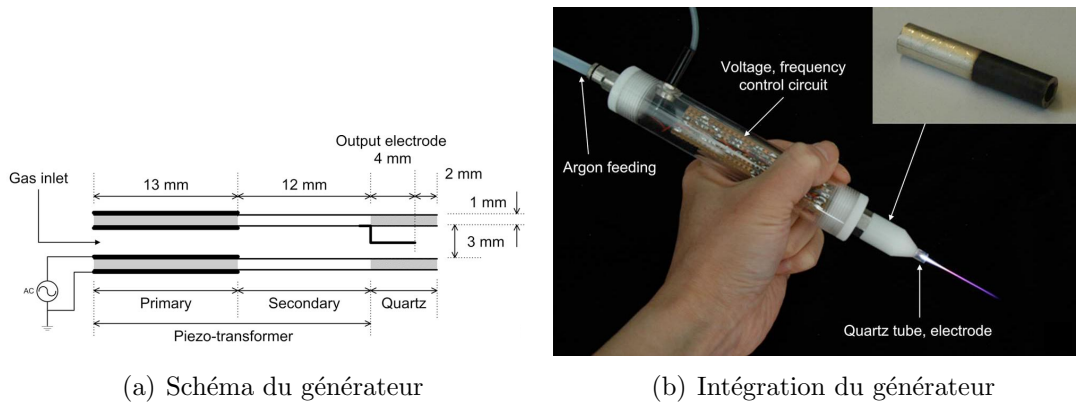 Output electrode
4 mm
2 mm
Gas inlet
13 mm
12 mm
1 mm
3 mm
AC
Primary
Secondary
Quartz
Piezo-transformer
(a) Schéma du générateur
Voltage, frequency
control circuit
Argon feeding
Quartz tube, electrode
(b) Intégration du générateur